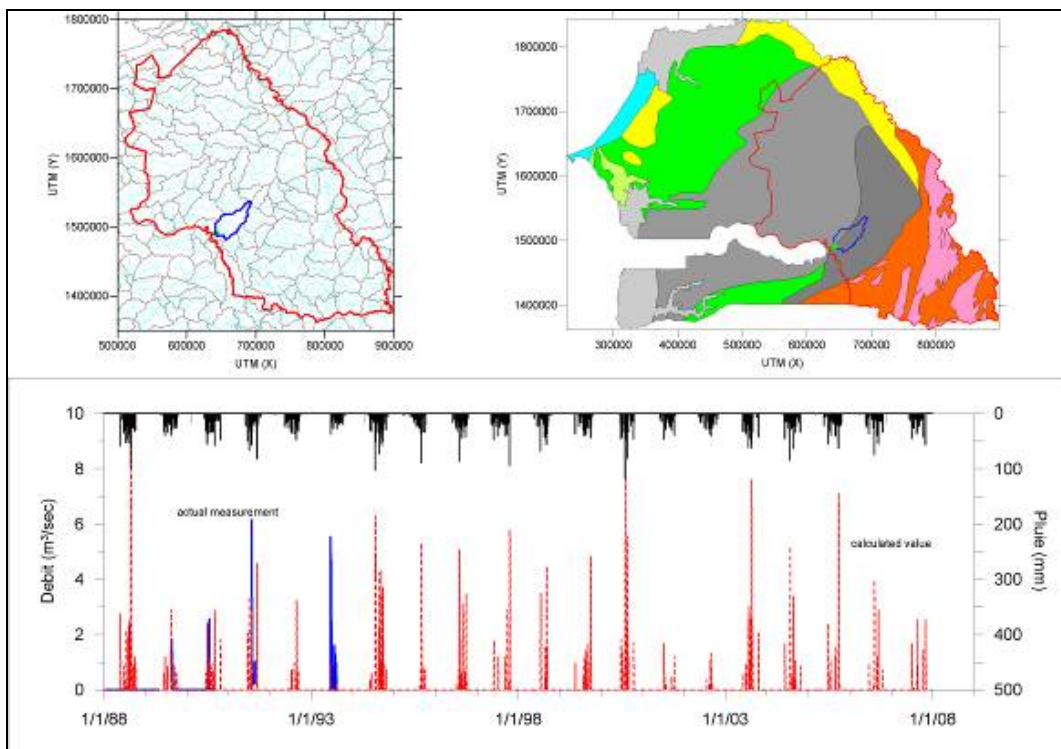 1800000
1700000
1600000
1500000
1400000
UTM (Y)
500000 600000 700000 800000 900000
UTM (X)
1800000
1700000
1600000
1500000
1400000
UTM (Y)
300000 400000 500000 600000 700000 800000
UTM (X)
10
8
6
4
2
0
Debit (m³/sec)
actual measurement
calculated value
0
100
200
300
400
500
Pluie (mm)
1/1/88 1/1/93 1/1/98 1/1/03 1/1/08